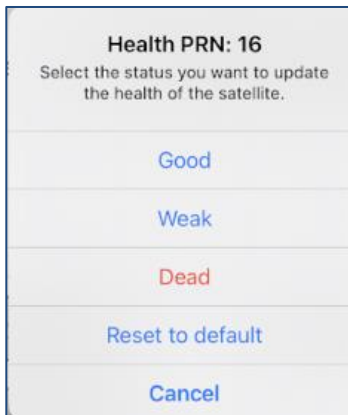 Health PRN: 16
Select the status you want to update
the health of the satellite.
Good
Weak
Dead
Reset to default
Cancel